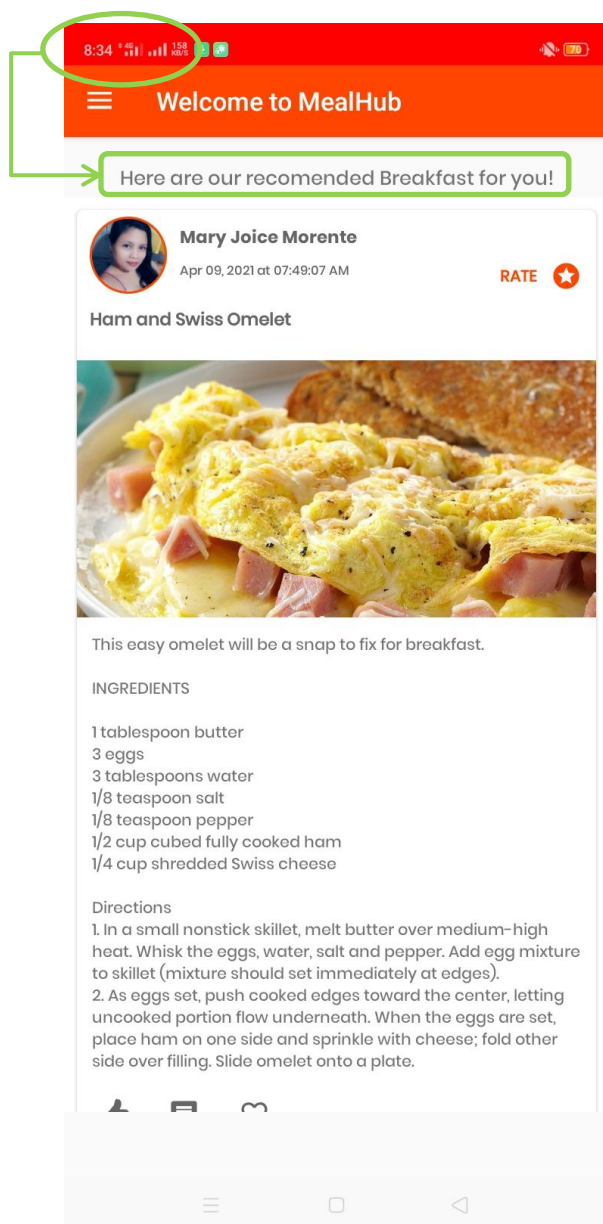 8:34 4G 158 KB/S 70
Welcome to MealHub
Here are our recomended Breakfast for you!
Mary Joice Morente
Apr 09, 2021 at 07:49:07 AM
RATE
Ham and Swiss Omelet
This easy omelet will be a snap to fix for breakfast.
INGREDIENTS
1 tablespoon butter
3 eggs
3 tablespoons water
1/8 teaspoon salt
1/8 teaspoon pepper
1/2 cup cubed fully cooked ham
1/4 cup shredded Swiss cheese
Directions
1. In a small nonstick skillet, melt butter over medium-high
heat. Whisk the eggs, water, salt and pepper. Add egg mixture
to skillet (mixture should set immediately at edges).
2. As eggs set, push cooked edges toward the center, letting
uncooked portion flow underneath. When the eggs are set,
place ham on one side and sprinkle with cheese; fold other
side over filling. Slide omelet onto a plate.